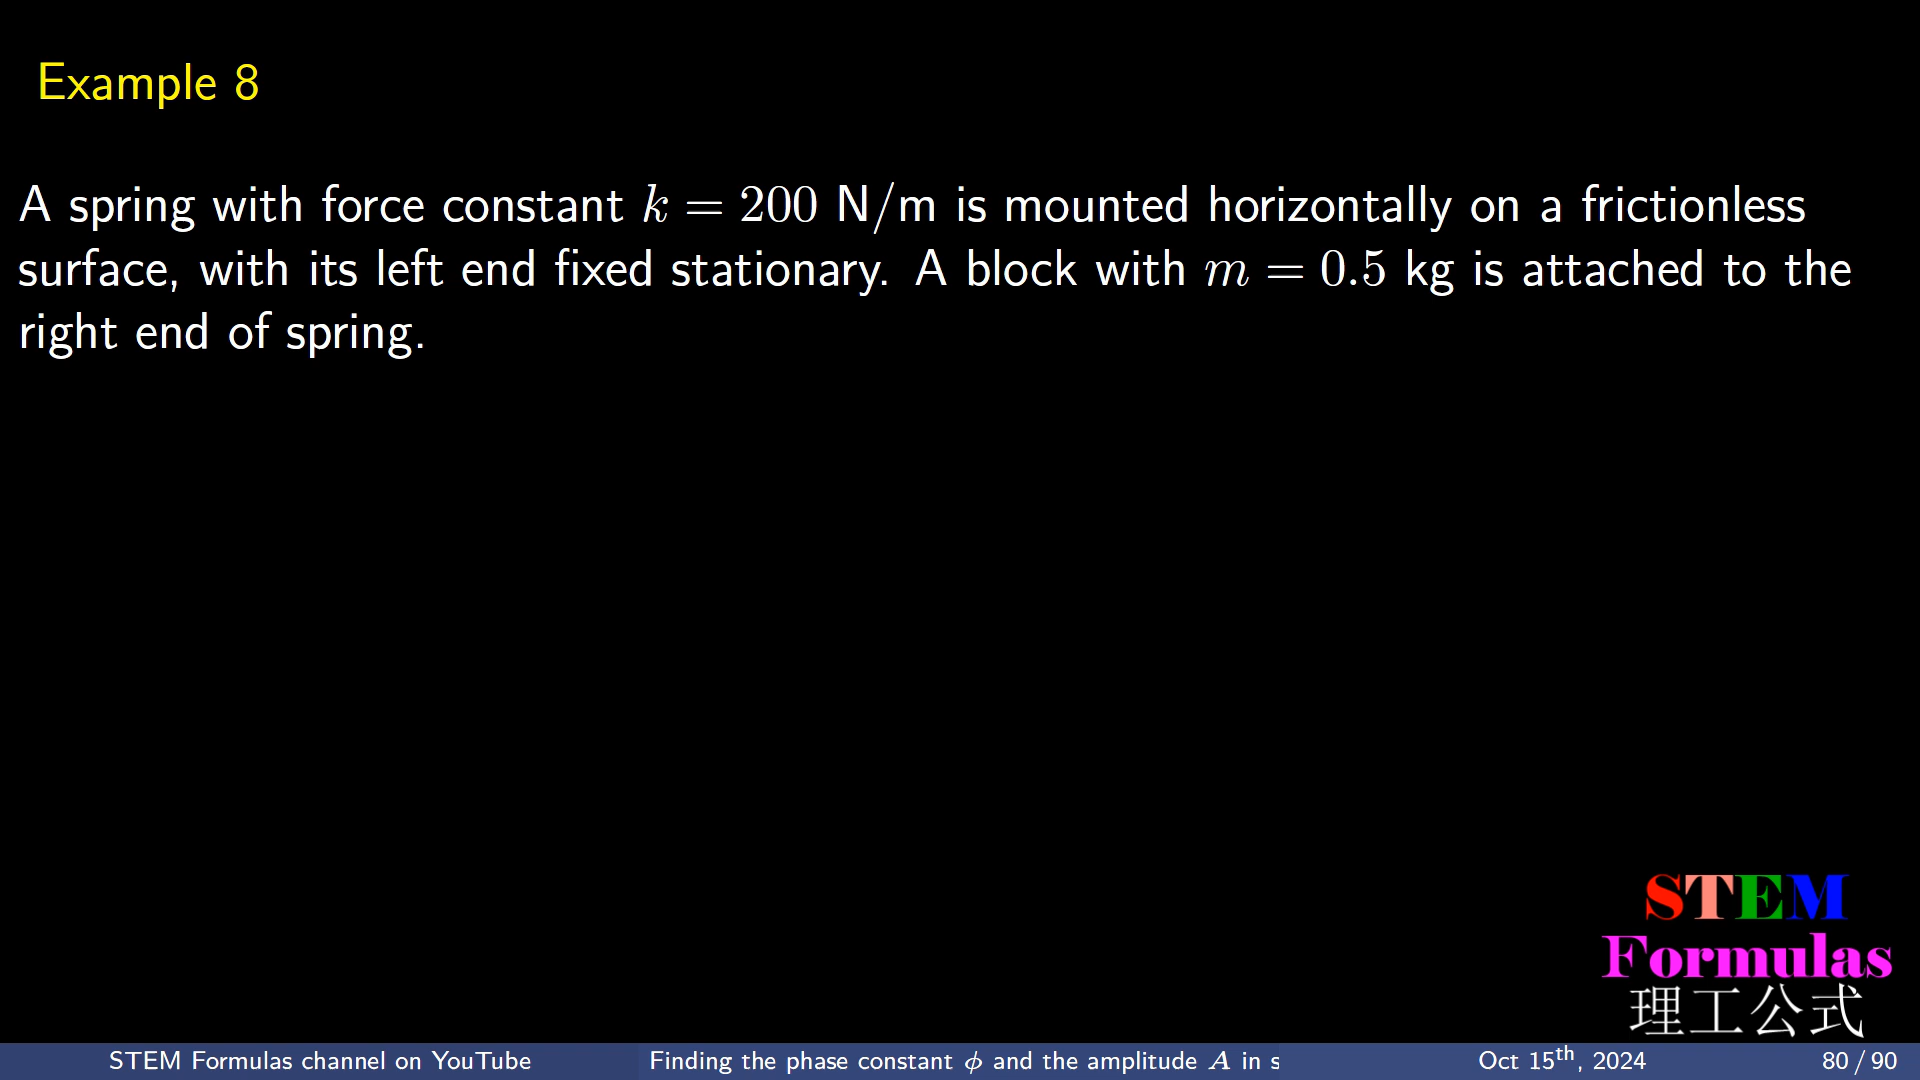 Example 8
A spring with force constant k = 200 N/m is mounted horizontally on a frictionless
surface, with its left end fixed stationary. A block with m = 0.5 kg is attached to the
right end of spring.
STEM
Formulas
理工公式
STEM Formulas channel on YouTube Finding the phase constant ϕ and the amplitude A in s Oct 15th, 2024 80 / 90